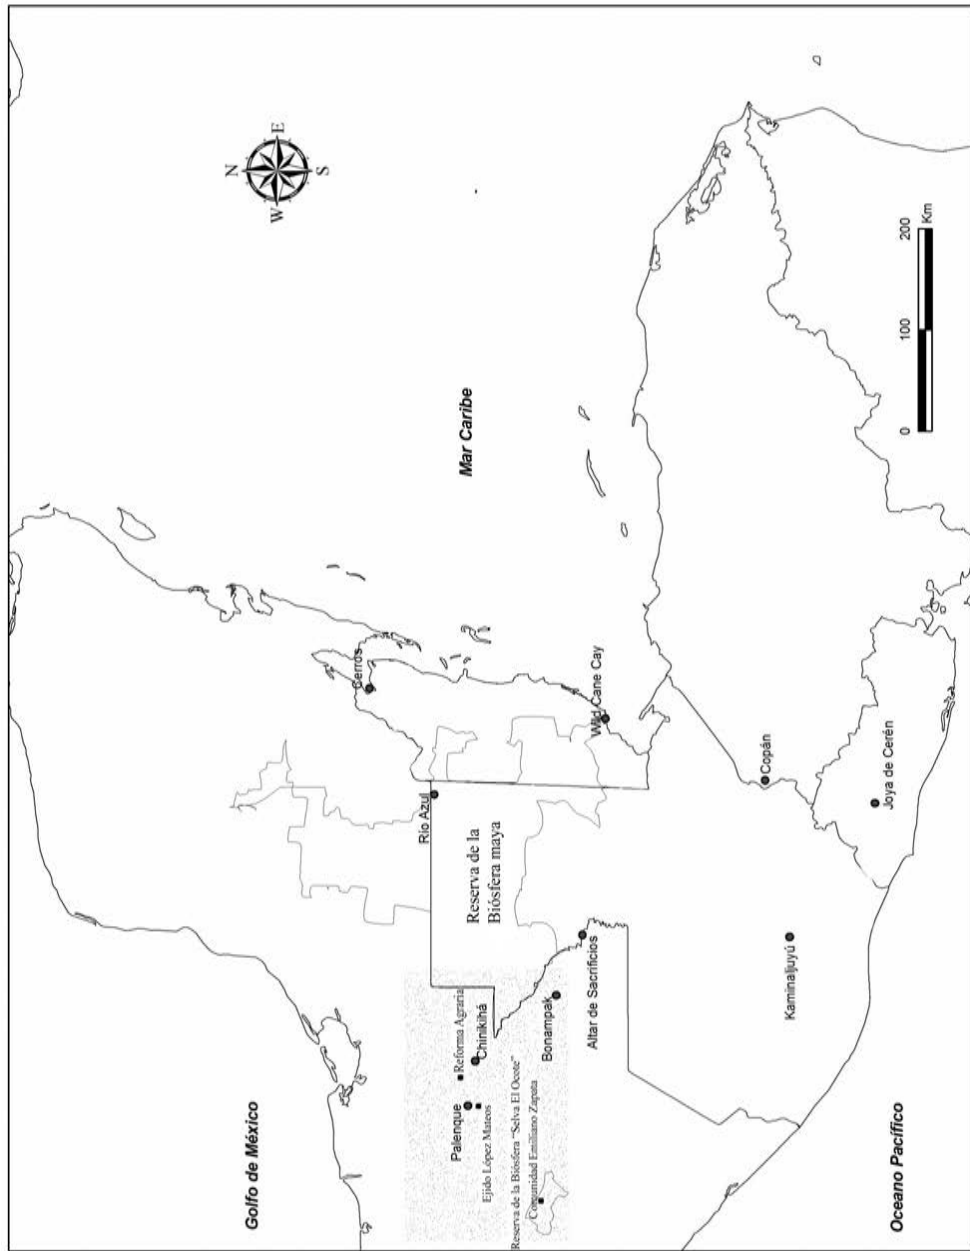 Golfo de México
N
W
E
S
Mar Caribe
Cerros
Río Azul
Reserva de la
Biósfera maya
Wild Cane Cay
Palenque
Reforma Agraria
Chinikihá
Ejido López Mateos
Bonampak
Reserva de la Biósfera "Selva El Ocote"
Comunidad Emiliano Zapata
Altar de Sacrificios
Copán
Kaminaljuyú
Joya de Cerén
Oceano Pacífico
0
100
200
Km